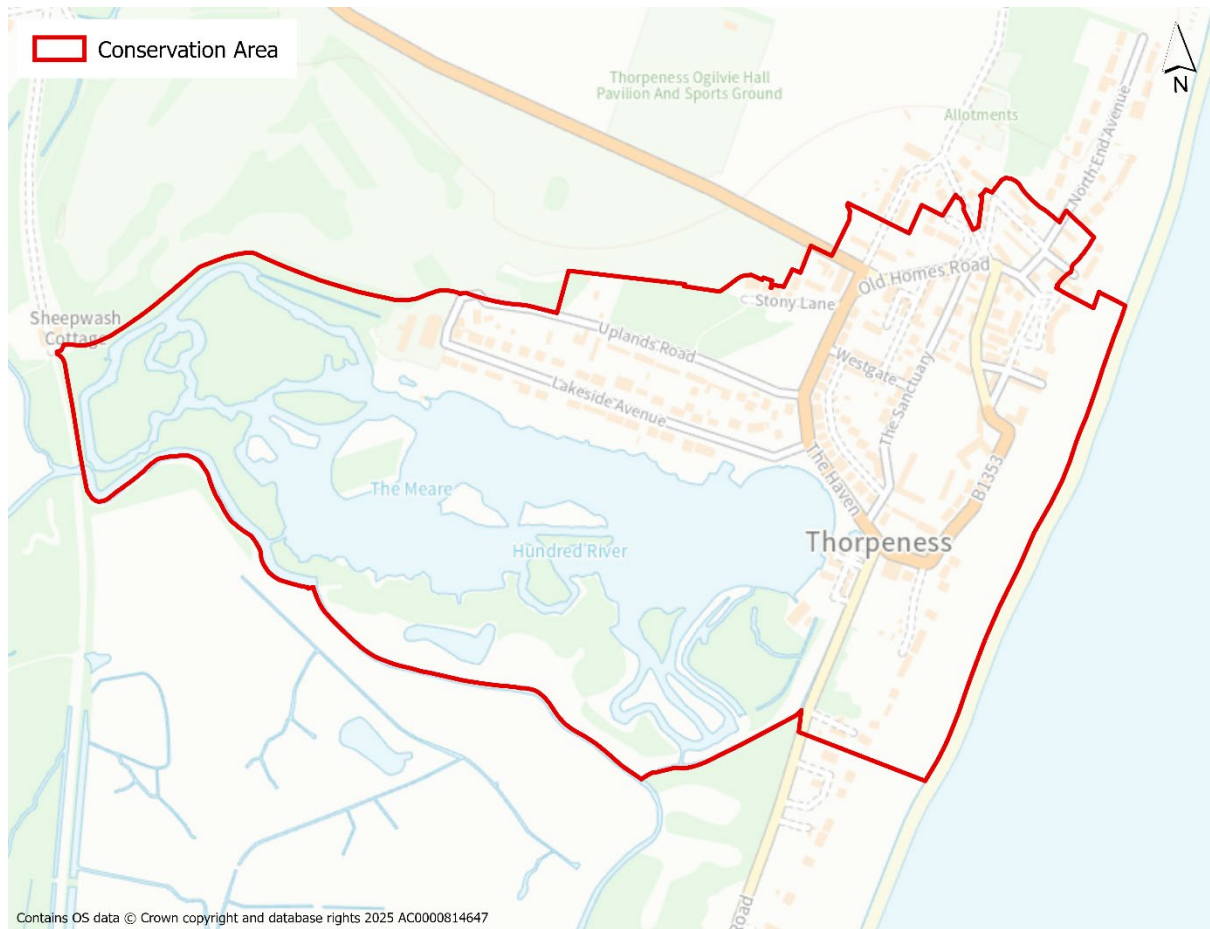 Conservation Area
N
Thorpeness Ogilvie Hall
Pavilion And Sports Ground
Allotments
North End Avenue
Old Homes Road
Sheepwash
Cottage
Stony Lane
Uplands Road
Westgate
Lakeside Avenue
The Sanctuary
The Haven
B1353
The Meare
Hundred River
Thorpeness
Road
Contains OS data © Crown copyright and database rights 2025 AC0000814647